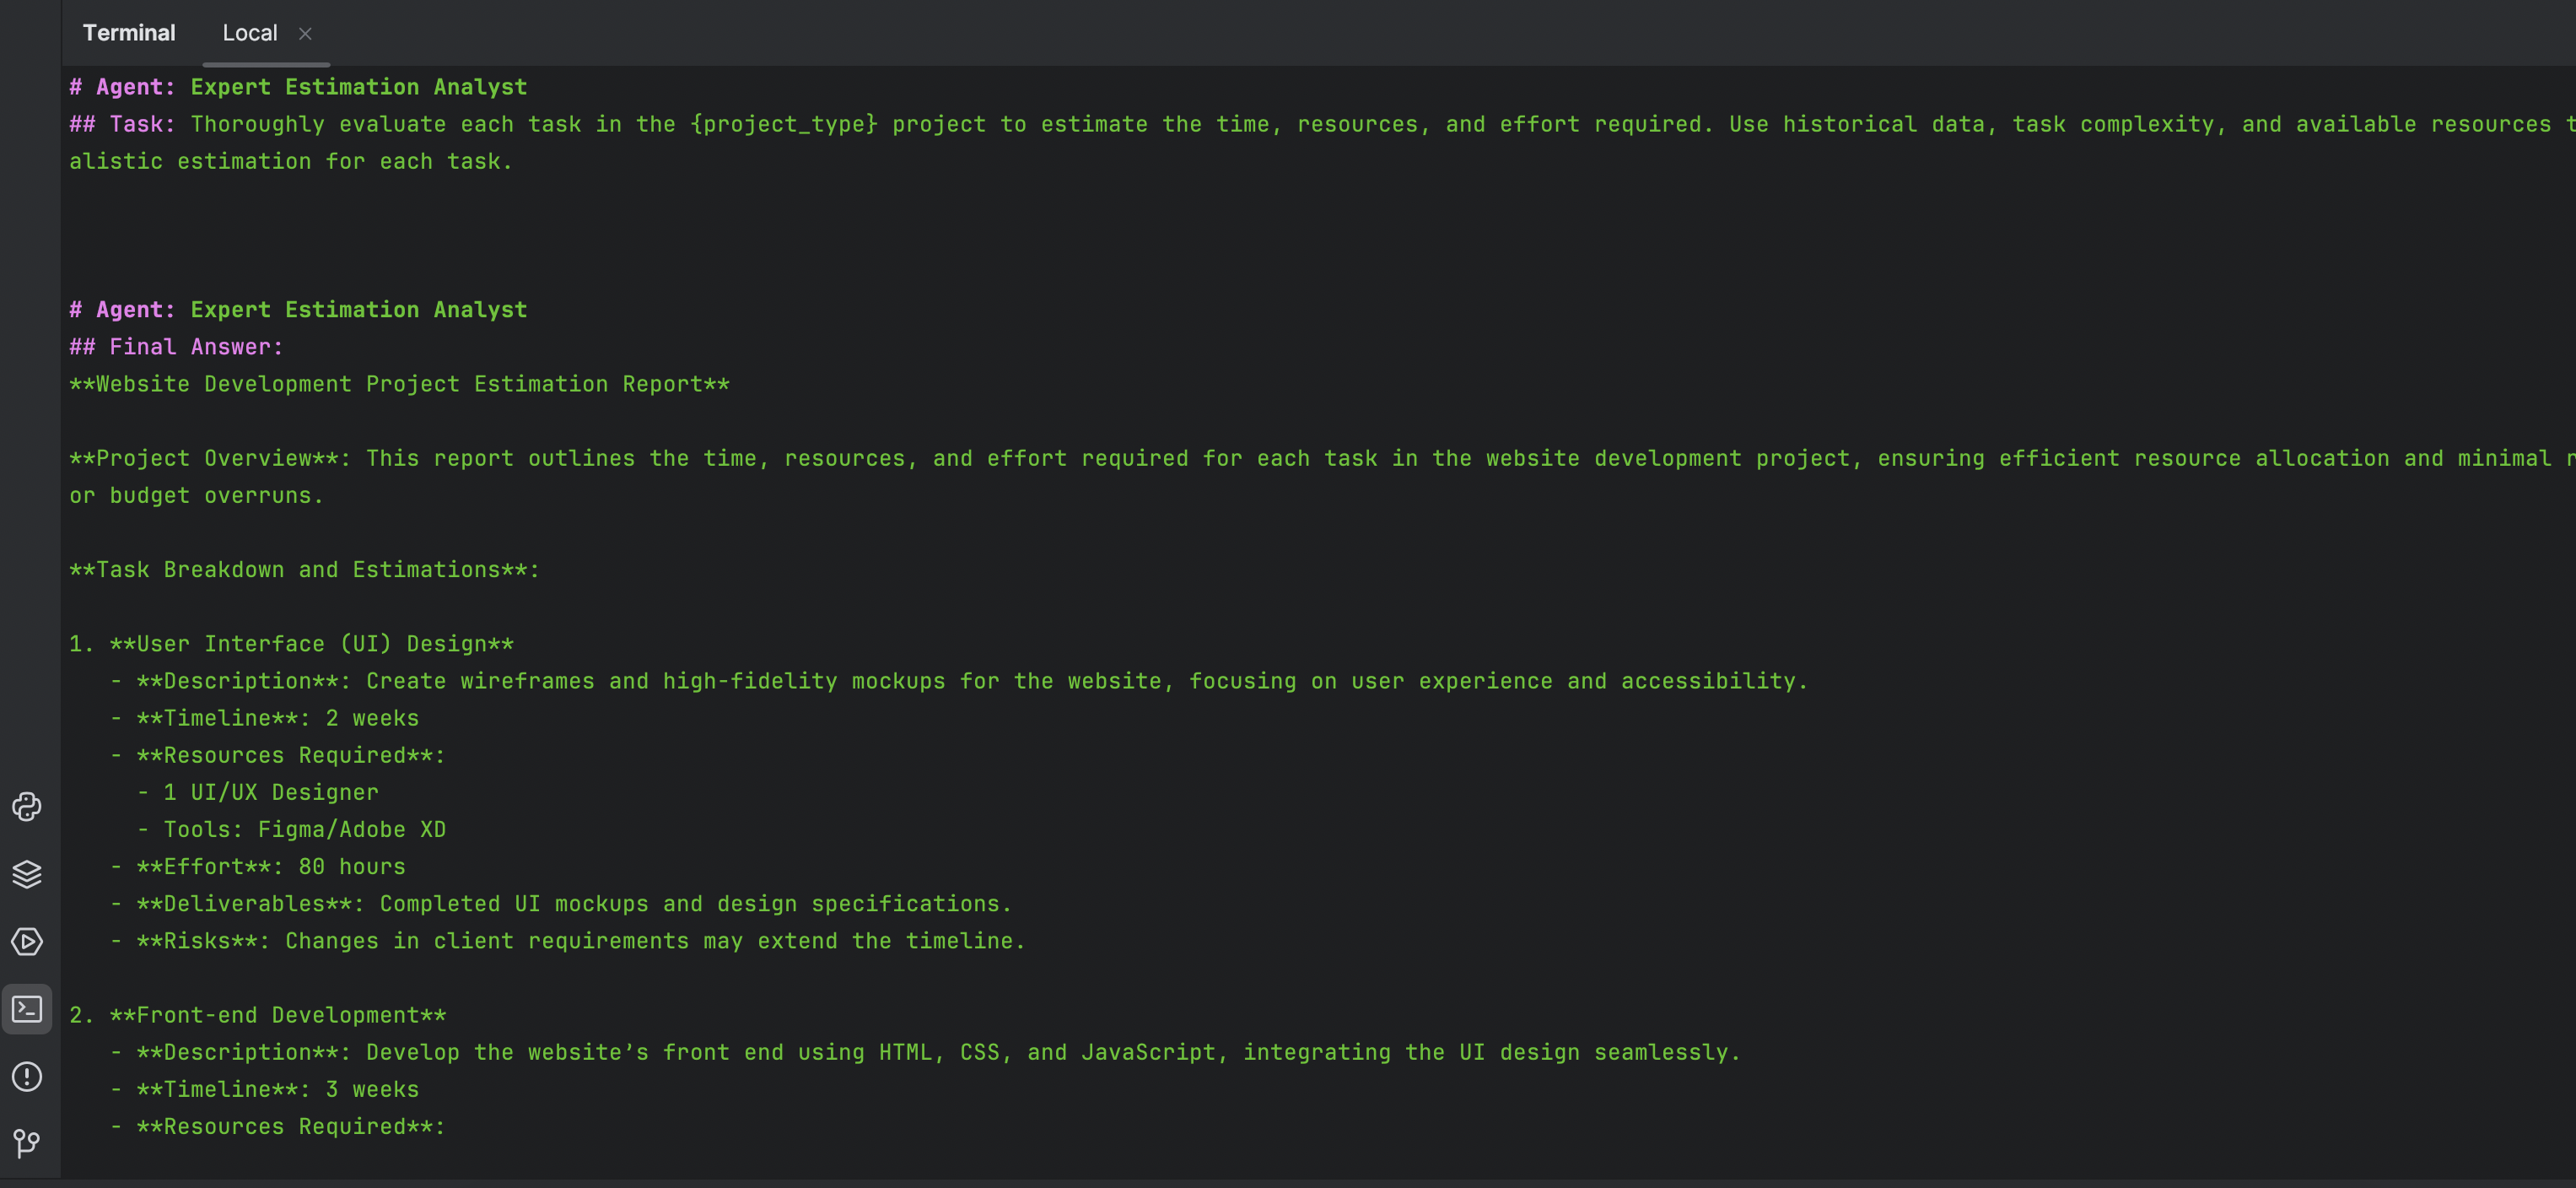 Terminal Local ×
# Agent: Expert Estimation Analyst
## Task: Thoroughly evaluate each task in the {project_type} project to estimate the time, resources, and effort required. Use historical data, task complexity, and available resources
alistic estimation for each task.
# Agent: Expert Estimation Analyst
## Final Answer:
**Website Development Project Estimation Report**
**Project Overview**: This report outlines the time, resources, and effort required for each task in the website development project, ensuring efficient resource allocation and minimal
or budget overruns.
**Task Breakdown and Estimations**:
1. **User Interface (UI) Design**
- **Description**: Create wireframes and high-fidelity mockups for the website, focusing on user experience and accessibility.
- **Timeline**: 2 weeks
- **Resources Required**:
- 1 UI/UX Designer
- Tools: Figma/Adobe XD
- **Effort**: 80 hours
- **Deliverables**: Completed UI mockups and design specifications.
- **Risks**: Changes in client requirements may extend the timeline.
2. **Front-end Development**
- **Description**: Develop the website’s front end using HTML, CSS, and JavaScript, integrating the UI design seamlessly.
- **Timeline**: 3 weeks
- **Resources Required**: